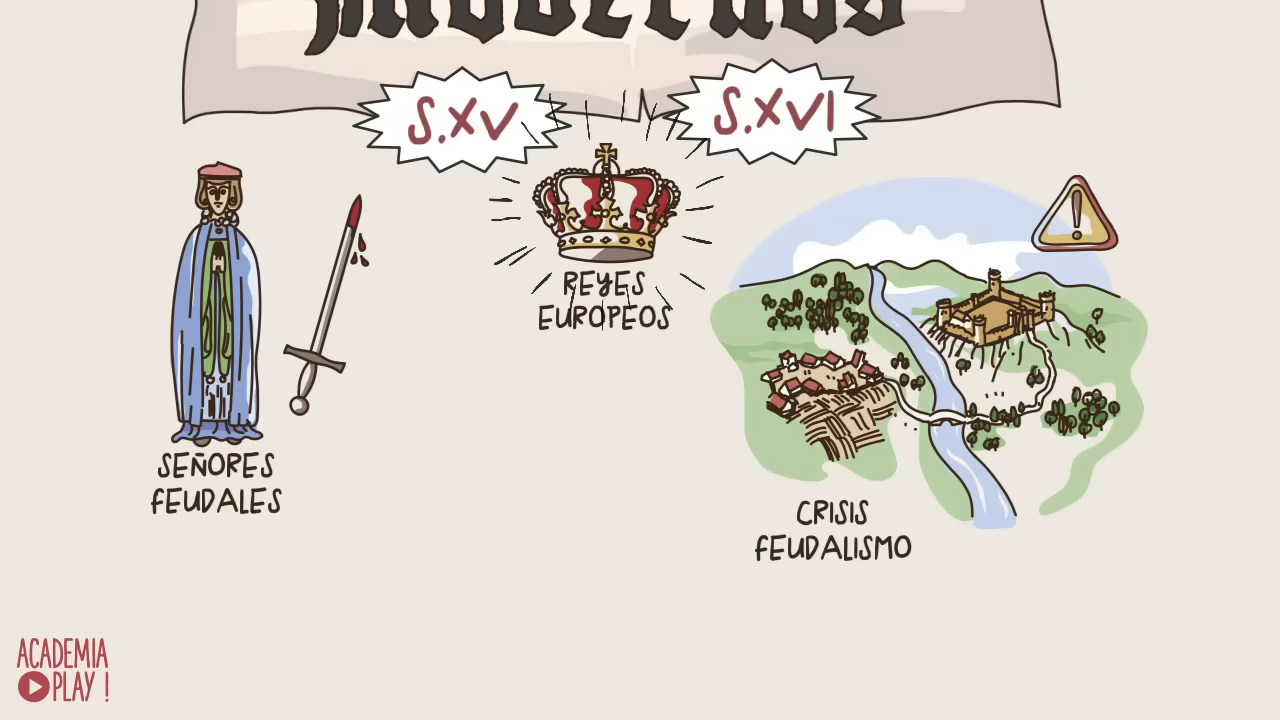 S.XV
S.XVI
REYES
EUROPEOS
SEÑORES
FEUDALES
CRISIS
FEUDALISMO
ACADEMIA
PLAY !